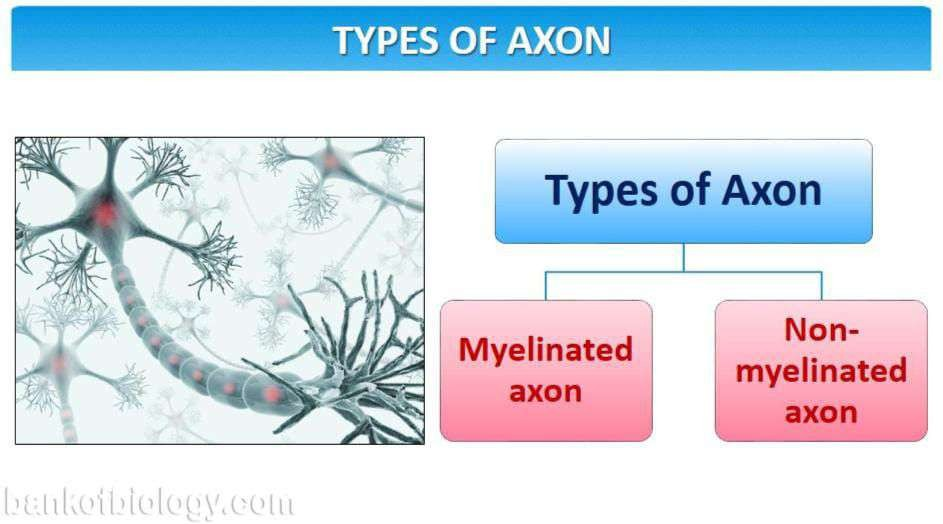 TYPES OF AXON
Types of Axon
Myelinated
axon
Non-
myelinated
axon
bankofbiology.com